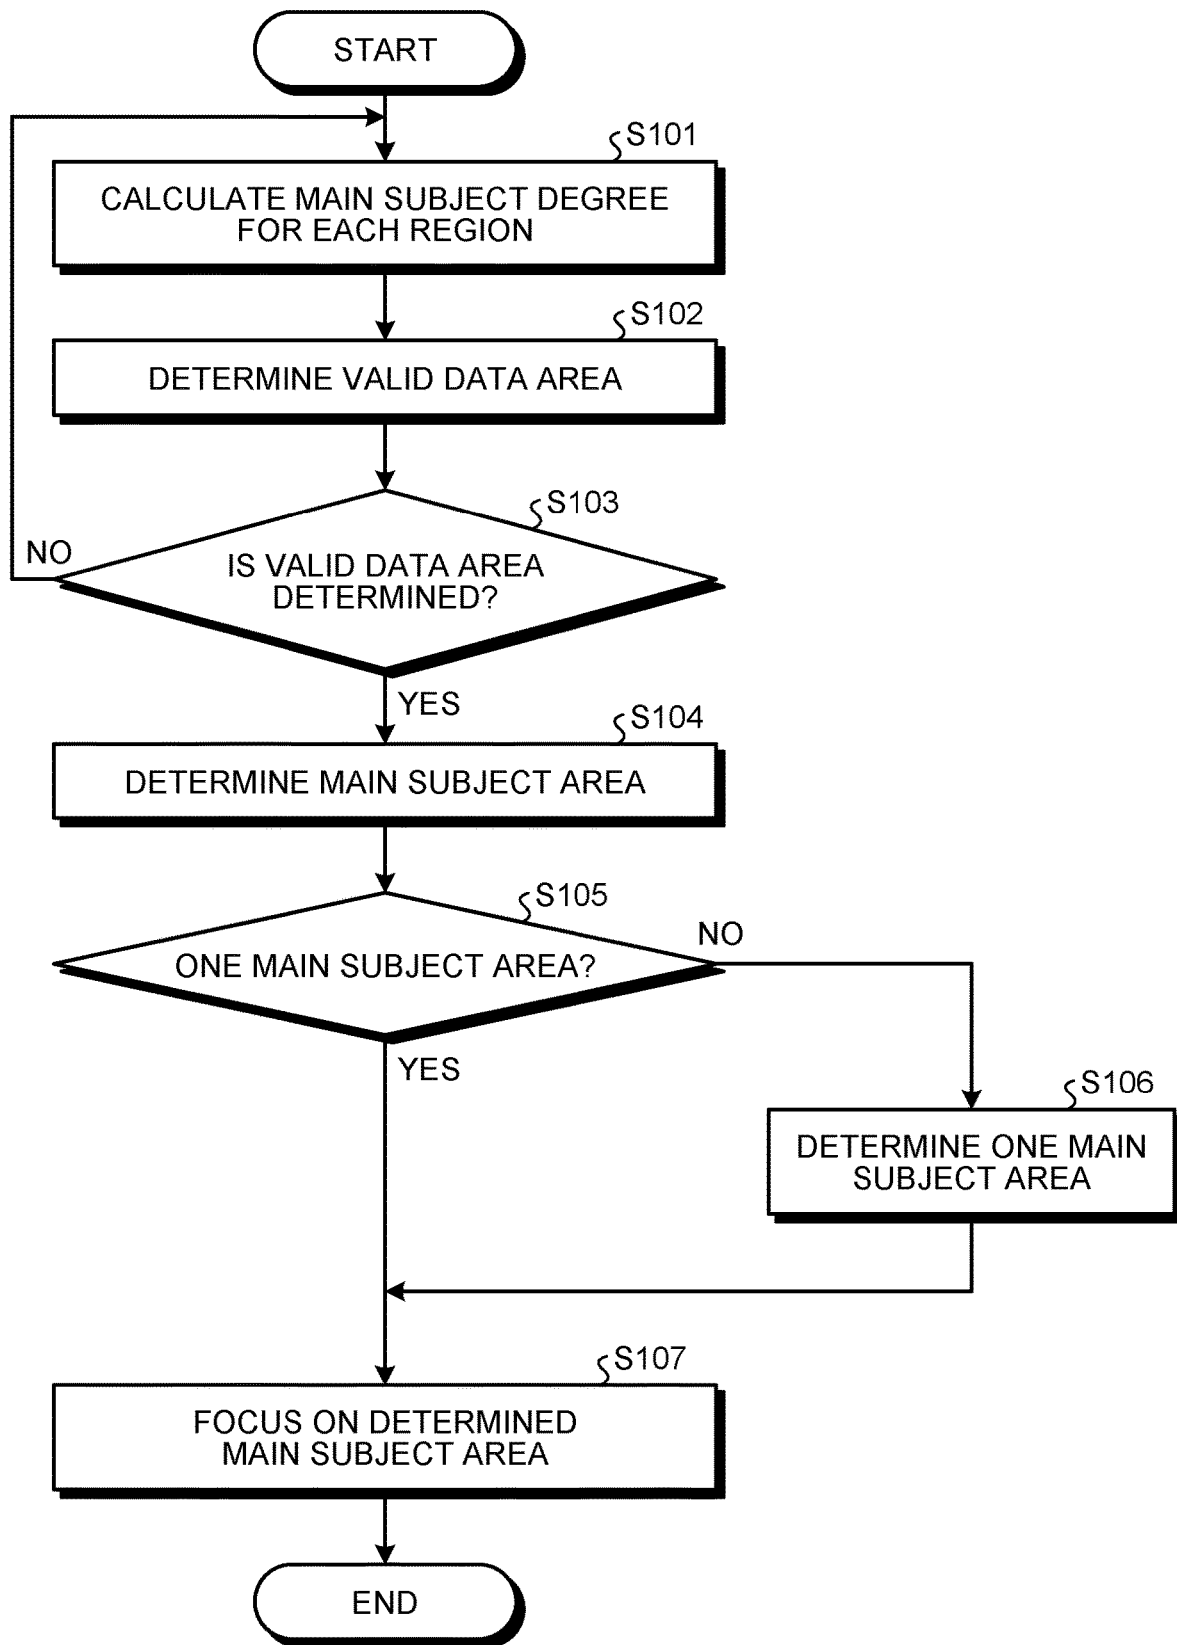 START
S101
CALCULATE MAIN SUBJECT DEGREE
FOR EACH REGION
S102
DETERMINE VALID DATA AREA
S103
NO
IS VALID DATA AREA
DETERMINED?
YES
S104
DETERMINE MAIN SUBJECT AREA
S105
NO
ONE MAIN SUBJECT AREA?
YES
S106
DETERMINE ONE MAIN
SUBJECT AREA
S107
FOCUS ON DETERMINED
MAIN SUBJECT AREA
END